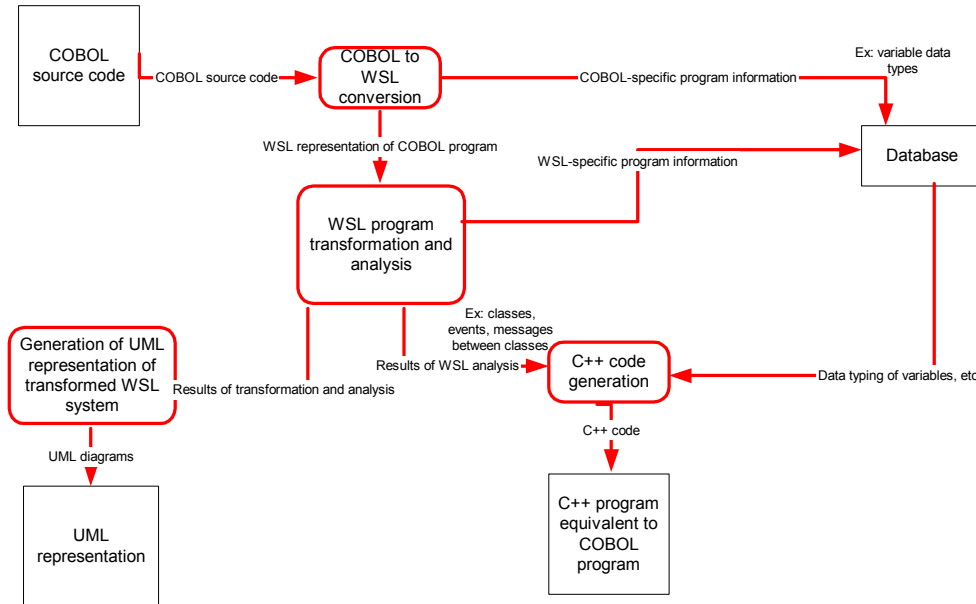 COBOL
source code
COBOL source code
COBOL to
WSL
conversion
COBOL-specific program information
Ex: variable data
types
WSL representation of COBOL program
WSL-specific program information
Database
WSL program
transformation and
analysis
Ex: classes,
events, messages
between classes
Generation of UML
representation of
transformed WSL
system
Results of transformation and analysis
Results of WSL analysis
C++ code
generation
Data typing of variables, etc
UML diagrams
C++ code
UML
representation
C++ program
equivalent to
COBOL
program